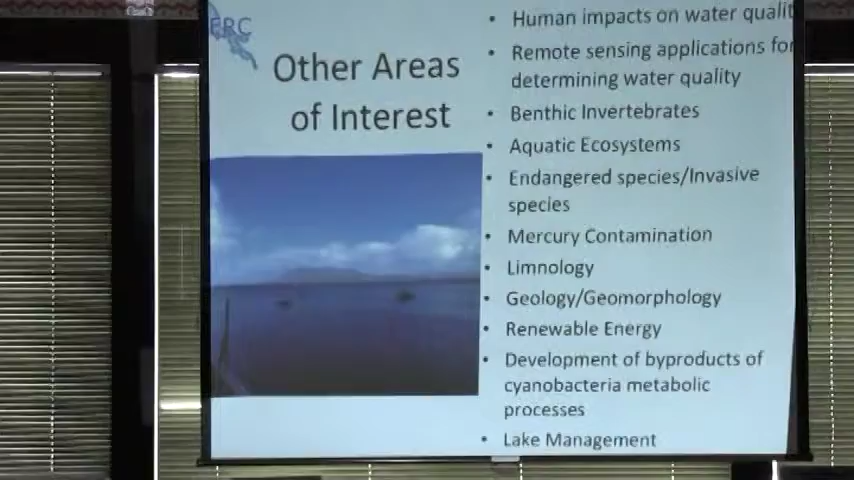 ERC
Other Areas
of Interest
• Human impacts on water qualit
• Remote sensing applications for
determining water quality
• Benthic Invertebrates
• Aquatic Ecosystems
• Endangered species/Invasive
species
• Mercury Contamination
• Limnology
• Geology/Geomorphology
• Renewable Energy
• Development of byproducts of
cyanobacteria metabolic
processes
• Lake Management